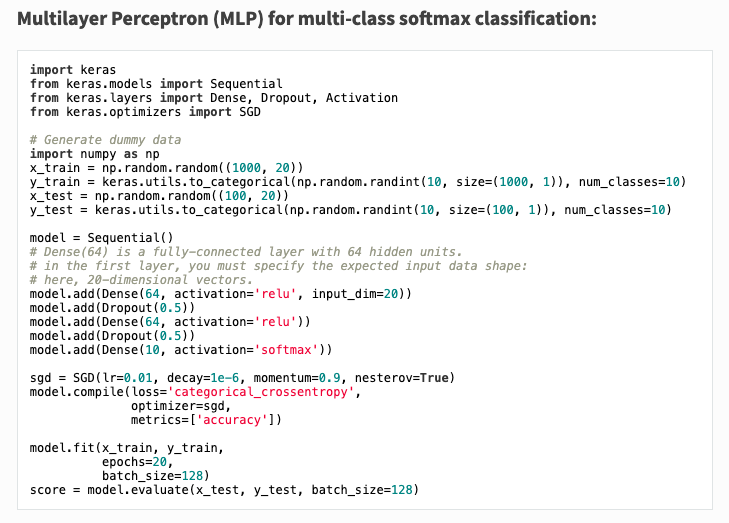 Multilayer Perceptron (MLP) for multi-class softmax classification:
import keras
from keras.models import Sequential
from keras.layers import Dense, Dropout, Activation
from keras.optimizers import SGD

# Generate dummy data
import numpy as np
x_train = np.random.random((1000, 20))
y_train = keras.utils.to_categorical(np.random.randint(10, size=(1000, 1)), num_classes=10)
x_test = np.random.random((100, 20))
y_test = keras.utils.to_categorical(np.random.randint(10, size=(100, 1)), num_classes=10)

model = Sequential()
# Dense(64) is a fully-connected layer with 64 hidden units.
# in the first layer, you must specify the expected input data shape:
# here, 20-dimensional vectors.
model.add(Dense(64, activation='relu', input_dim=20))
model.add(Dropout(0.5))
model.add(Dense(64, activation='relu'))
model.add(Dropout(0.5))
model.add(Dense(10, activation='softmax'))

sgd = SGD(lr=0.01, decay=1e-6, momentum=0.9, nesterov=True)
model.compile(loss='categorical_crossentropy',
              optimizer=sgd,
              metrics=['accuracy'])

model.fit(x_train, y_train,
          epochs=20,
          batch_size=128)
score = model.evaluate(x_test, y_test, batch_size=128)